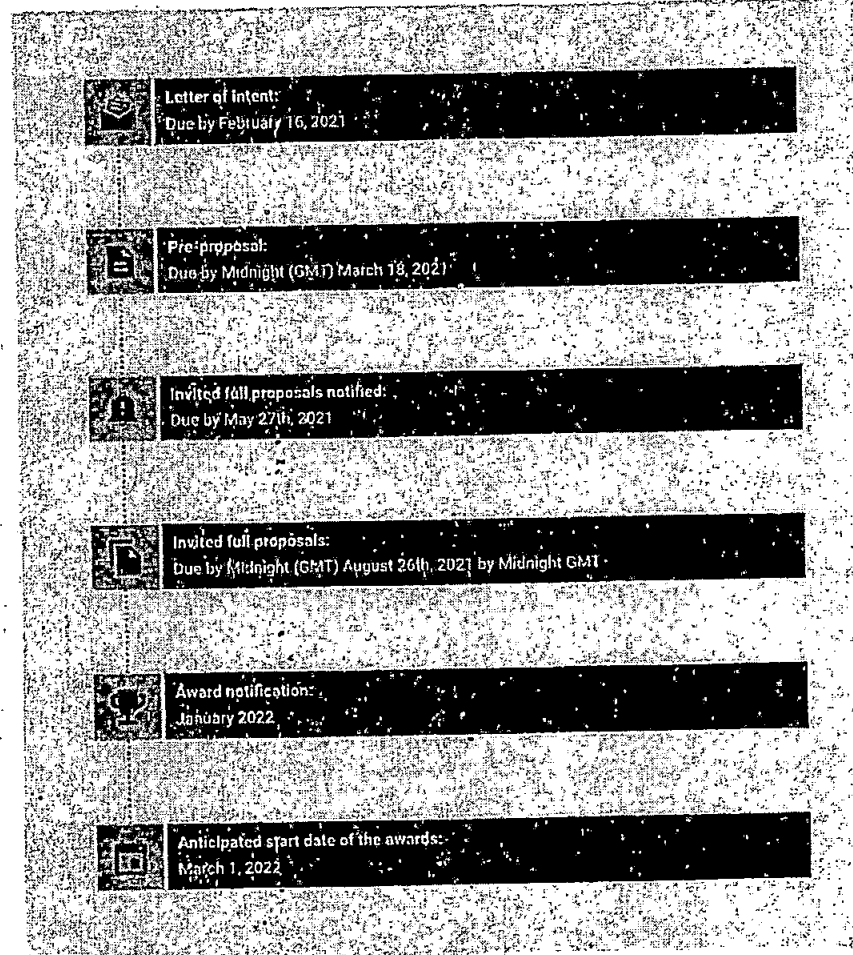 Letter of Intent:
Due by February 16, 2021
Pre-proposal:
Due by Midnight (GMT) March 18, 2021
Invited full proposals notified:
Due by May 27th, 2021
Invited full proposals:
Due by Midnight (GMT) August 26th, 2021 by Midnight GMT
Award notification:
January 2022
Anticipated start date of the awards:
March 1, 2022